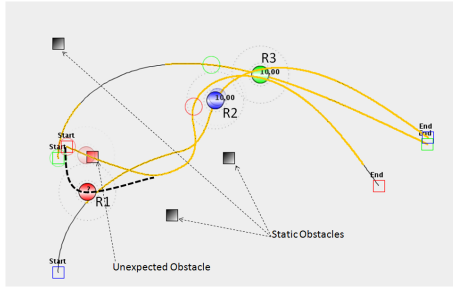 R3
10.00
10.00
R2
Start
Start
End
End
End
R1
Static Obstacles
Start
Unexpected Obstacle